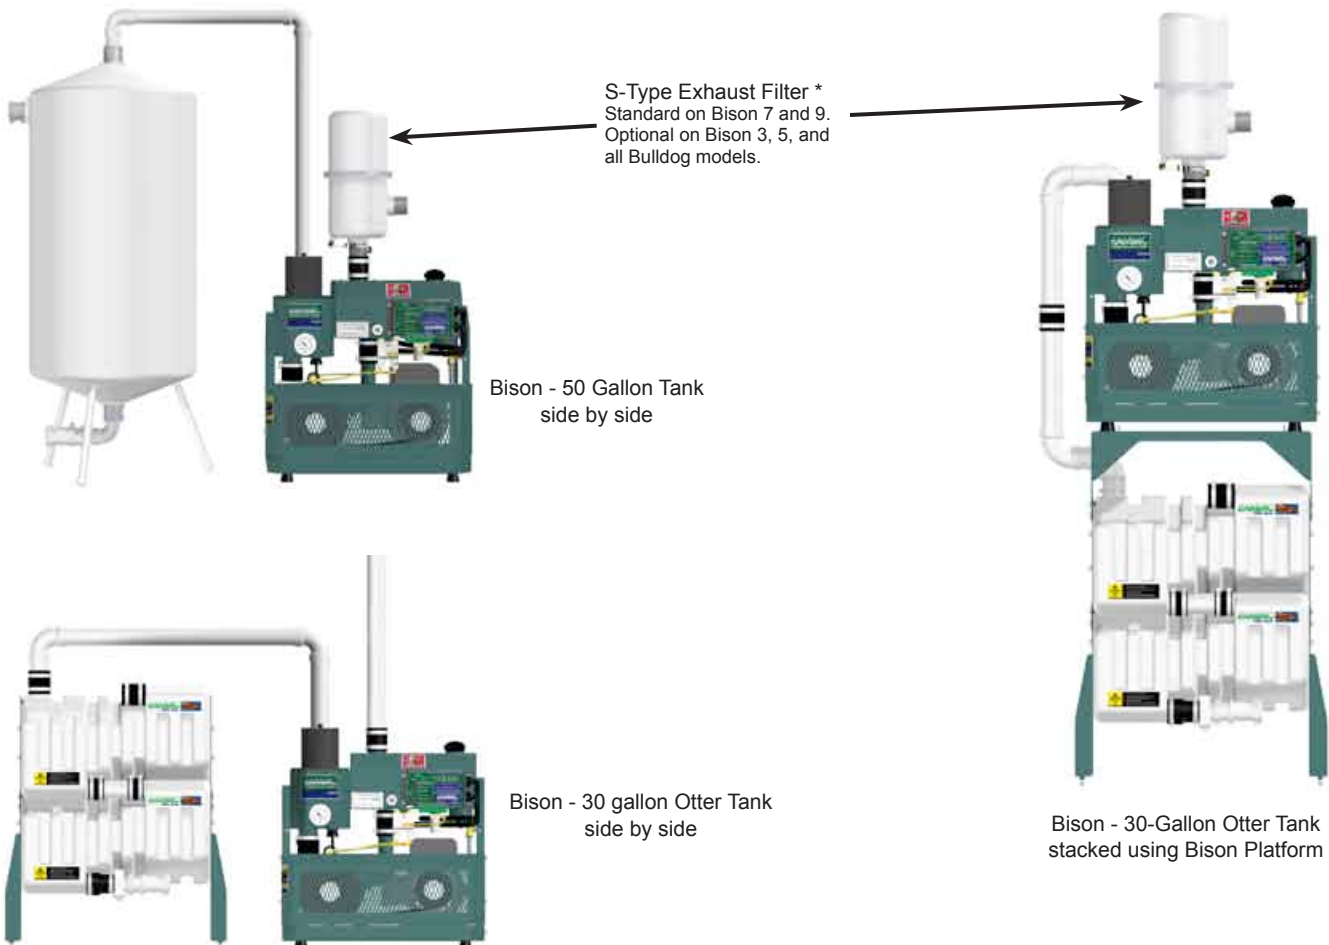 S-Type Exhaust Filter *
Standard on Bison 7 and 9.
Optional on Bison 3, 5, and
all Bulldog models.
Bison - 50 Gallon Tank
side by side
Bison - 30 gallon Otter Tank
side by side
Bison - 30-Gallon Otter Tank
stacked using Bison Platform